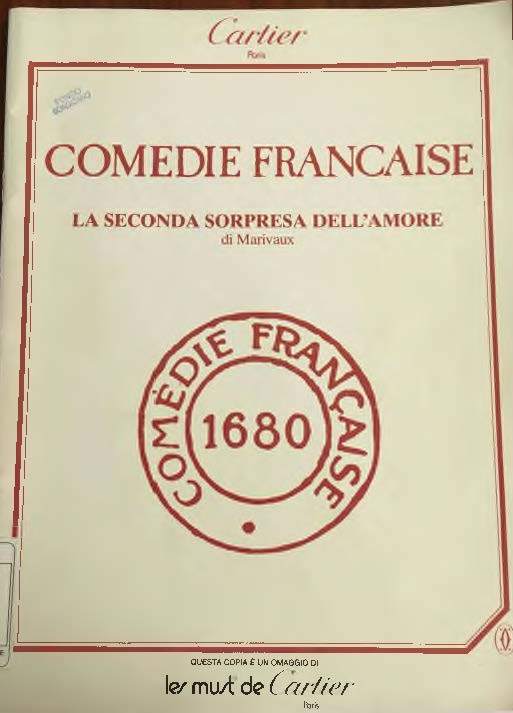 Cartier
Paris
COMEDIE FRANCAISE
LA SECONDA SORPRESA DELL'AMORE
di Marivaux
COMÉDIE FRANÇAISE
1680
QUESTA COPIA È UN OMAGGIO DI
les must de Cartier
Paris